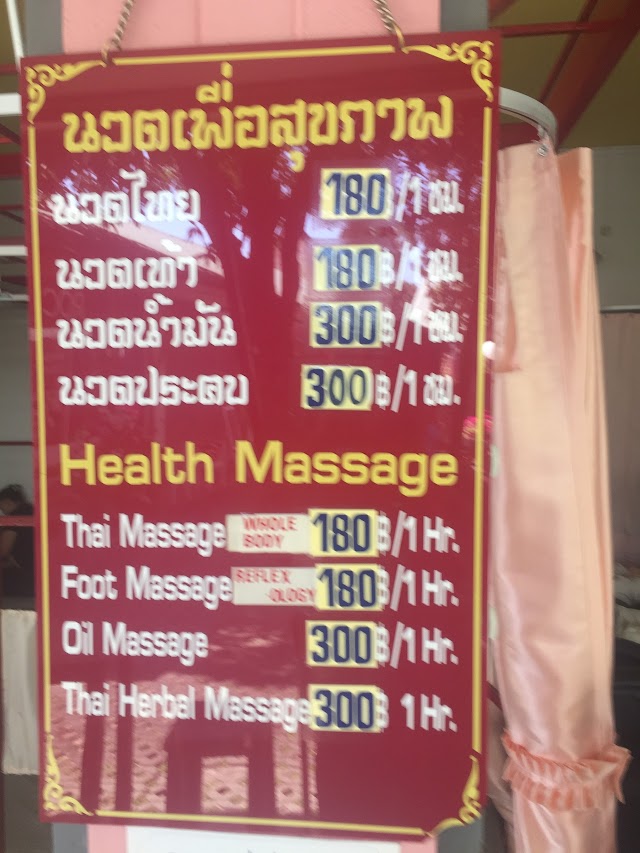 นวดเพื่อสุขภาพ
นวดไทย 180/1 ชม.
นวดเท้า 180฿/1 ชม.
นวดน้ำมัน 300฿/1 ชม.
นวดประคบ 300฿/1 ชม.
Health Massage
Thai Massage WHOLE BODY 180฿/1 Hr.
Foot Massage REFLEX -OLOGY 180฿/1 Hr.
Oil Massage 300฿/1 Hr.
Thai Herbal Massage 300฿ 1 Hr.